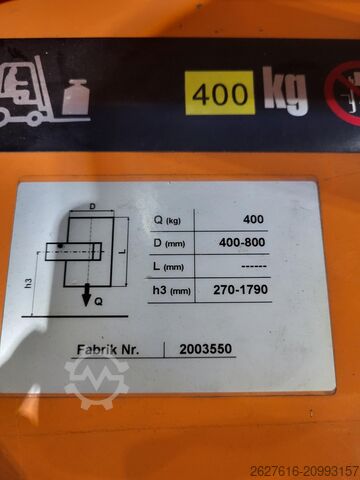 400 kg
D
L
h3
Q
Q (kg) 400
D (mm) 400-800
L (mm) ------
h3 (mm) 270-1790
Fabrik Nr. 2003550
2627616-20993157